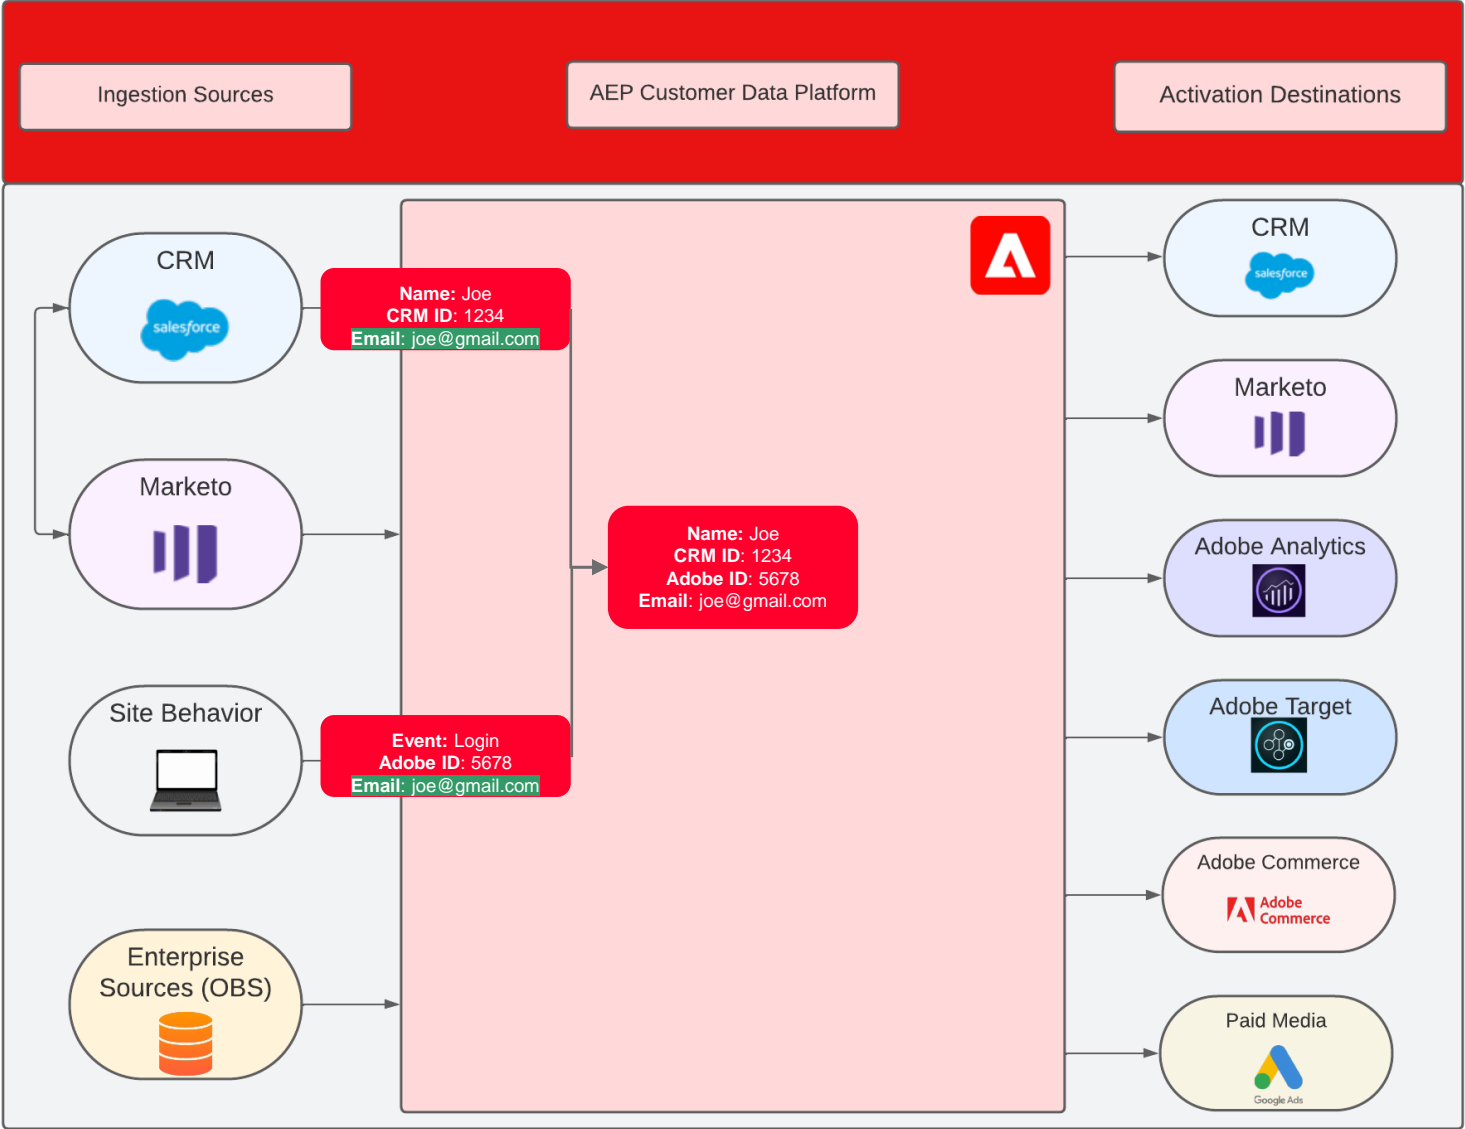 Ingestion Sources
AEP Customer Data Platform
Activation Destinations
CRM
salesforce
Marketo
Site Behavior
Enterprise
Sources (OBS)
Name: Joe
CRM ID: 1234
Email: joe@gmail.com
Event: Login
Adobe ID: 5678
Email: joe@gmail.com
Name: Joe
CRM ID: 1234
Adobe ID: 5678
Email: joe@gmail.com
CRM
salesforce
Marketo
Adobe Analytics
Adobe Target
Adobe Commerce
Adobe
Commerce
Paid Media
Google Ads